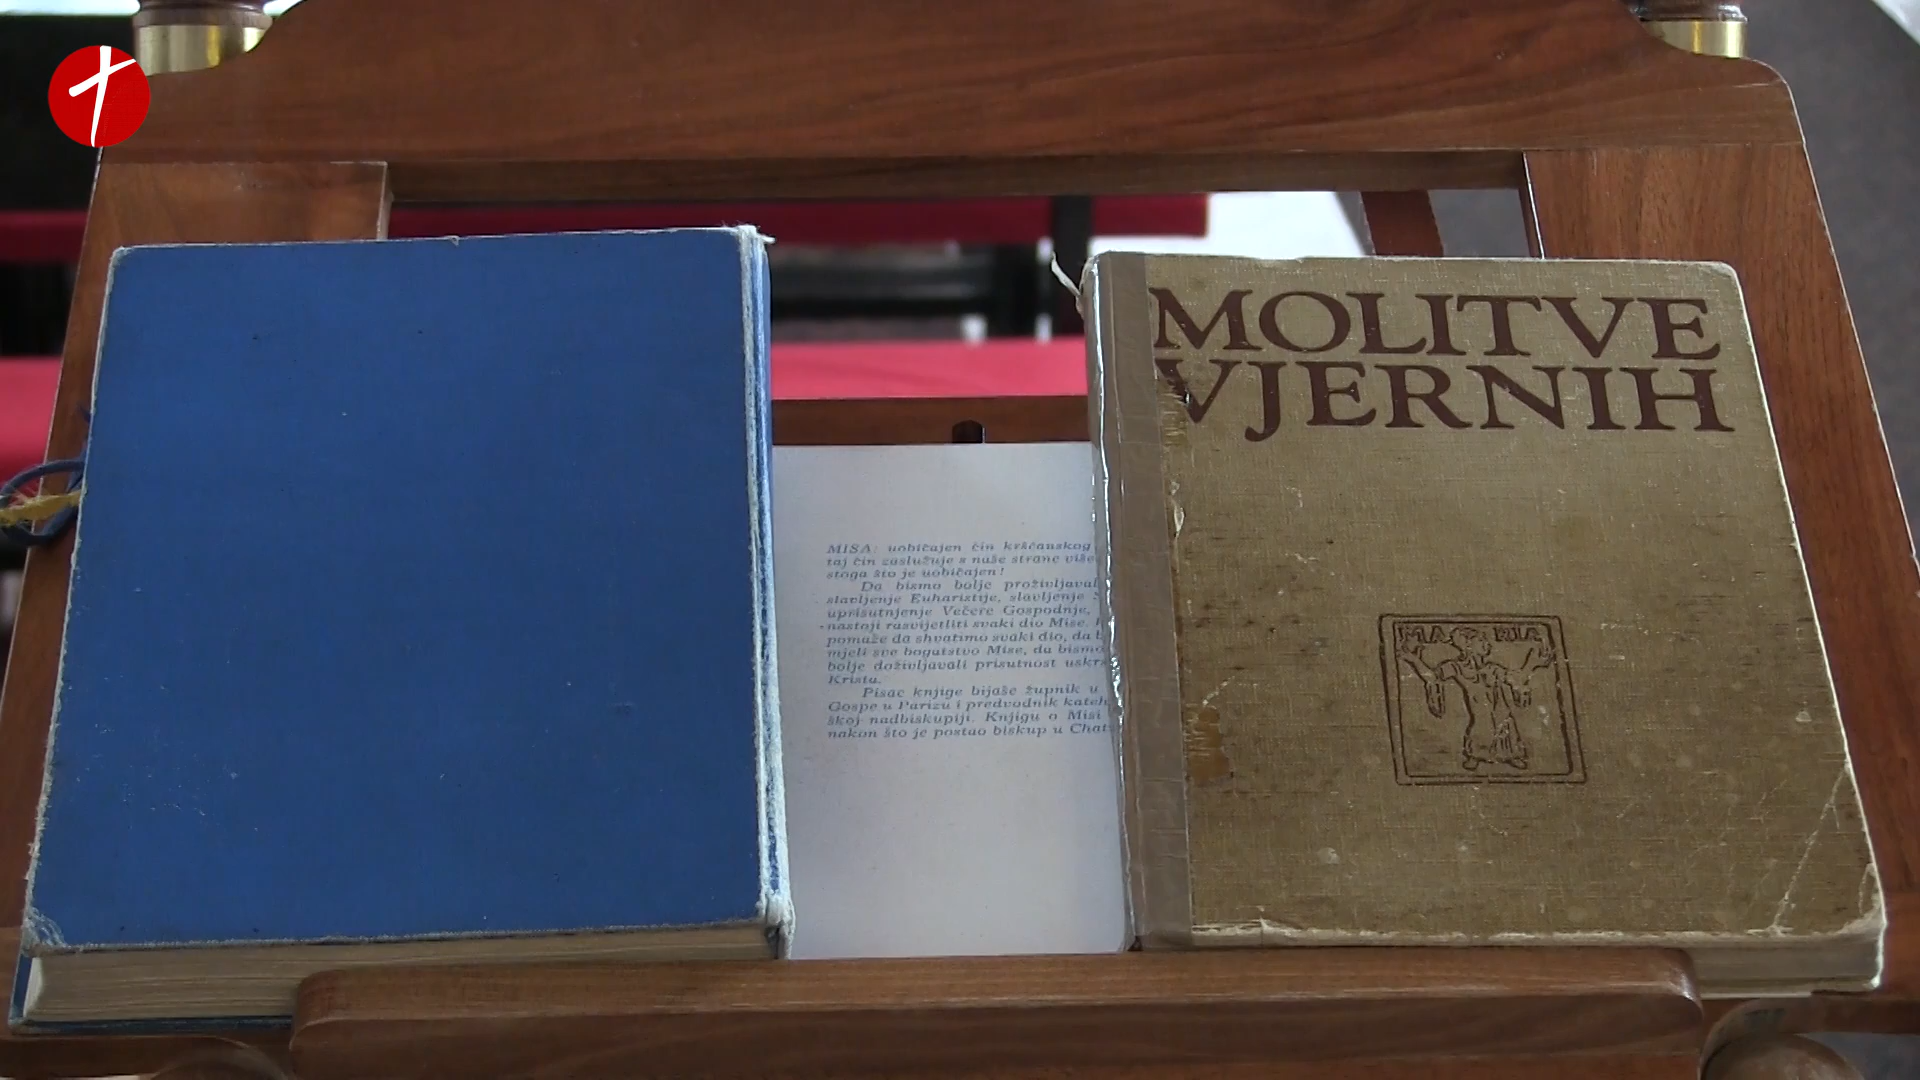 MOLITVE
VJERNIH
MARIA
MISA: uobičajen čin kršćanskog
taj čin zaslužuje s naše strane više
stoga što je uobičajen!
Da bismo bolje proživljaval
slavljenje Euharistije, slavljenje
uprisutnjenje Večere Gospodnje,
nastoji rasvijetliti svaki dio Mise.
pomaže da shvatimo svaki dio, da
mjeli sve bogatstvo Mise, da bismo
bolje doživljavali prisutnost uskr
Krista.
Pisac knjige bijaše župnik u
Gospe u Parizu i predvodnik kateh
škoj nadbiskupiji. Knjigu o Misi
nakon što je postao biskup u Chat